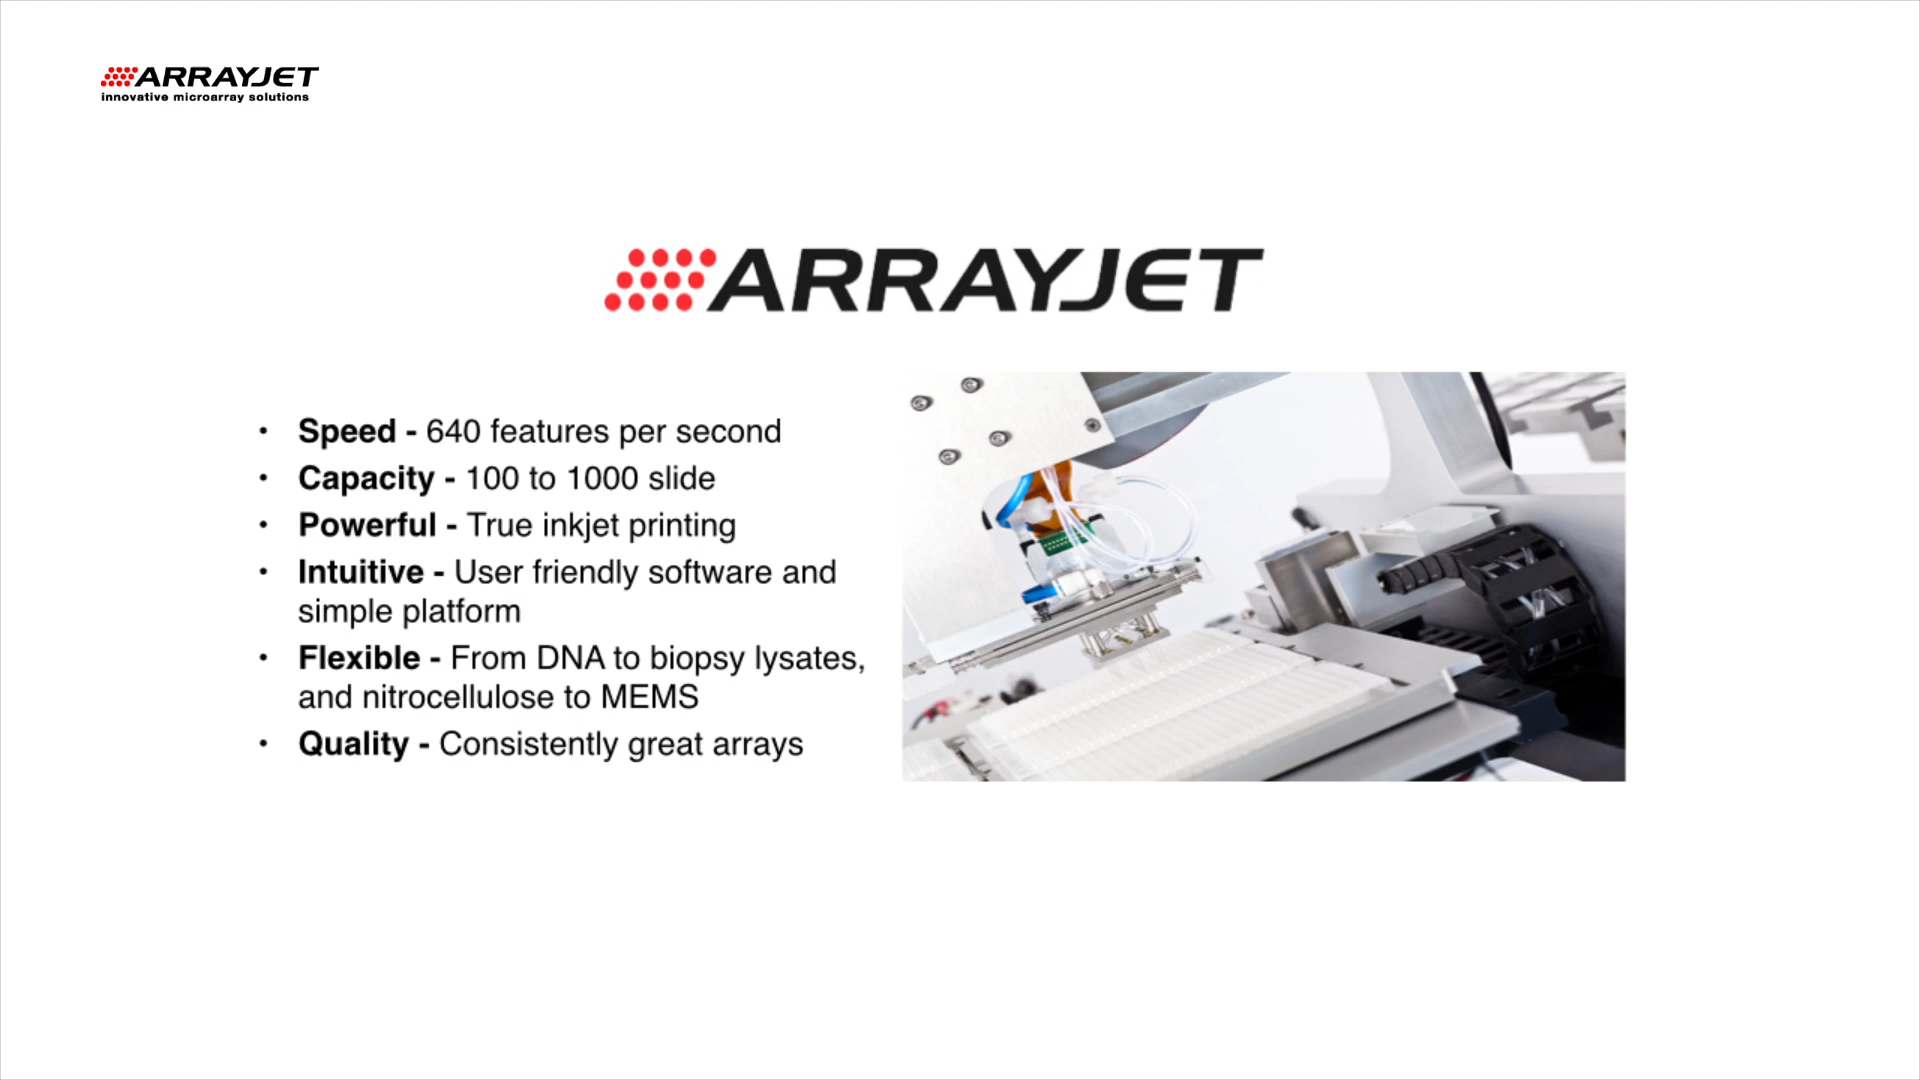 ARRAYJET
innovative microarray solutions
ARRAYJET
• Speed - 640 features per second
• Capacity - 100 to 1000 slide
• Powerful - True inkjet printing
• Intuitive - User friendly software and
simple platform
• Flexible - From DNA to biopsy lysates,
and nitrocellulose to MEMS
• Quality - Consistently great arrays